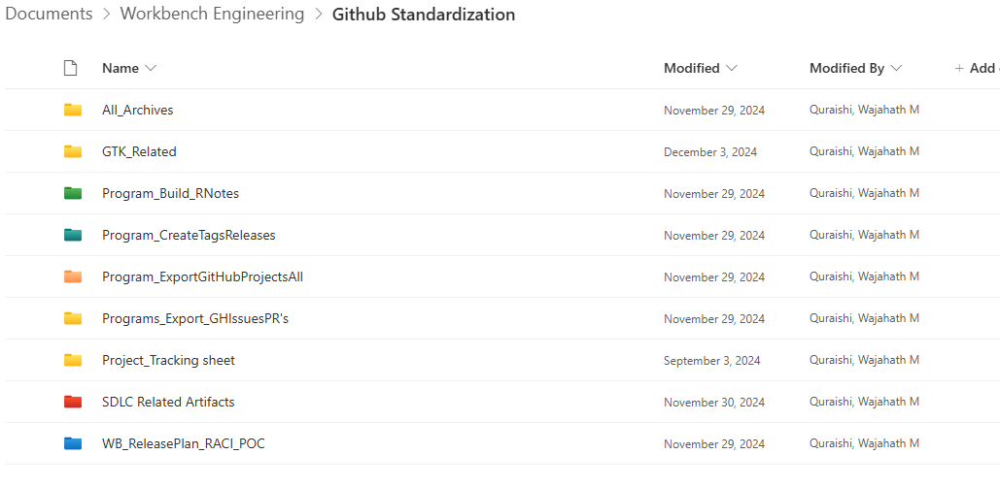 Documents > Workbench Engineering > Github Standardization
Name Modified Modified By + Add
All_Archives November 29, 2024 Quraishi, Wajahath M
GTK_Related December 3, 2024 Quraishi, Wajahath M
Program_Build_RNotes November 29, 2024 Quraishi, Wajahath M
Program_CreateTagsReleases November 29, 2024 Quraishi, Wajahath M
Program_ExportGitHubProjectsAll November 29, 2024 Quraishi, Wajahath M
Programs_Export_GHIssuesPR's November 29, 2024 Quraishi, Wajahath M
Project_Tracking sheet September 3, 2024 Quraishi, Wajahath M
SDLC Related Artifacts November 30, 2024 Quraishi, Wajahath M
WB_ReleasePlan_RACI_POC November 29, 2024 Quraishi, Wajahath M